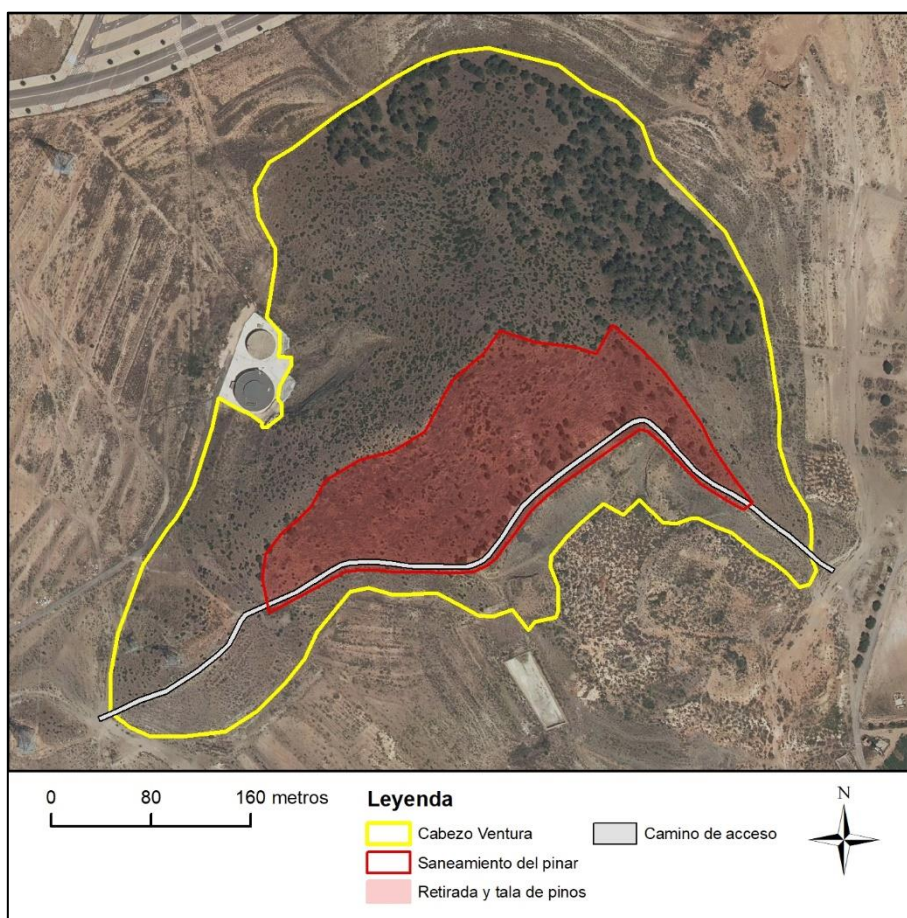 0 80 160 metros
Leyenda
N
Cabezo Ventura
Camino de acceso
Saneamiento del pinar
Retirada y tala de pinos